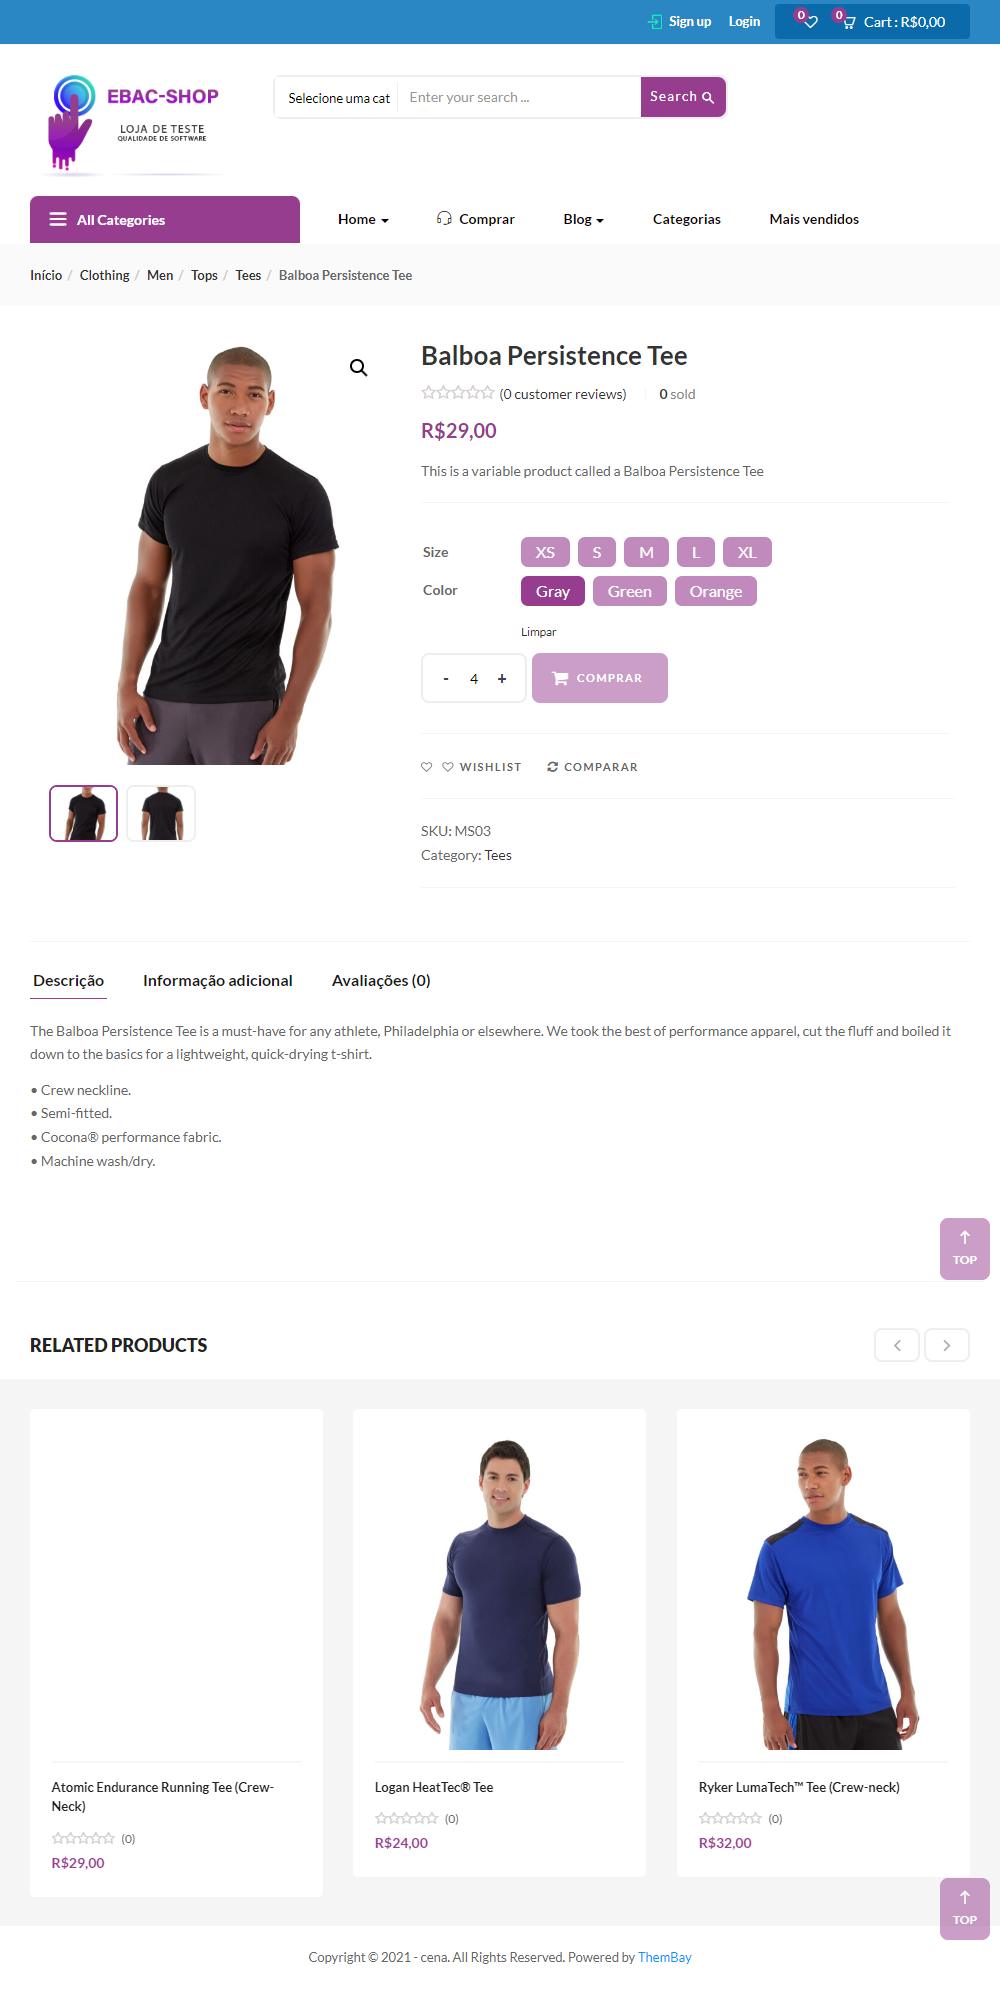 Sign up Login 0 0 Cart : R$0,00
EBAC-SHOP
LOJA DE TESTE
QUALIDADE DE SOFTWARE
Selecione uma cat Enter your search ... Search
All Categories Home Comprar Blog Categorias Mais vendidos
Início / Clothing / Men / Tops / Tees / Balboa Persistence Tee
Balboa Persistence Tee
(0 customer reviews) 0 sold
R$29,00
This is a variable product called a Balboa Persistence Tee
Size XS S M L XL
Color Gray Green Orange
Limpar
- 4 + COMPRAR
WISHLIST COMPARAR
SKU: MS03
Category: Tees
Descrição Informação adicional Avaliações (0)
The Balboa Persistence Tee is a must-have for any athlete, Philadelphia or elsewhere. We took the best of performance apparel, cut the fluff and boiled it
down to the basics for a lightweight, quick-drying t-shirt.
• Crew neckline.
• Semi-fitted.
• Cocona® performance fabric.
• Machine wash/dry.
TOP
RELATED PRODUCTS
Atomic Endurance Running Tee (Crew-
Neck)
(0)
R$29,00
Logan HeatTec® Tee
(0)
R$24,00
Ryker LumaTech™ Tee (Crew-neck)
(0)
R$32,00
TOP
Copyright © 2021 - cena. All Rights Reserved. Powered by ThemBay